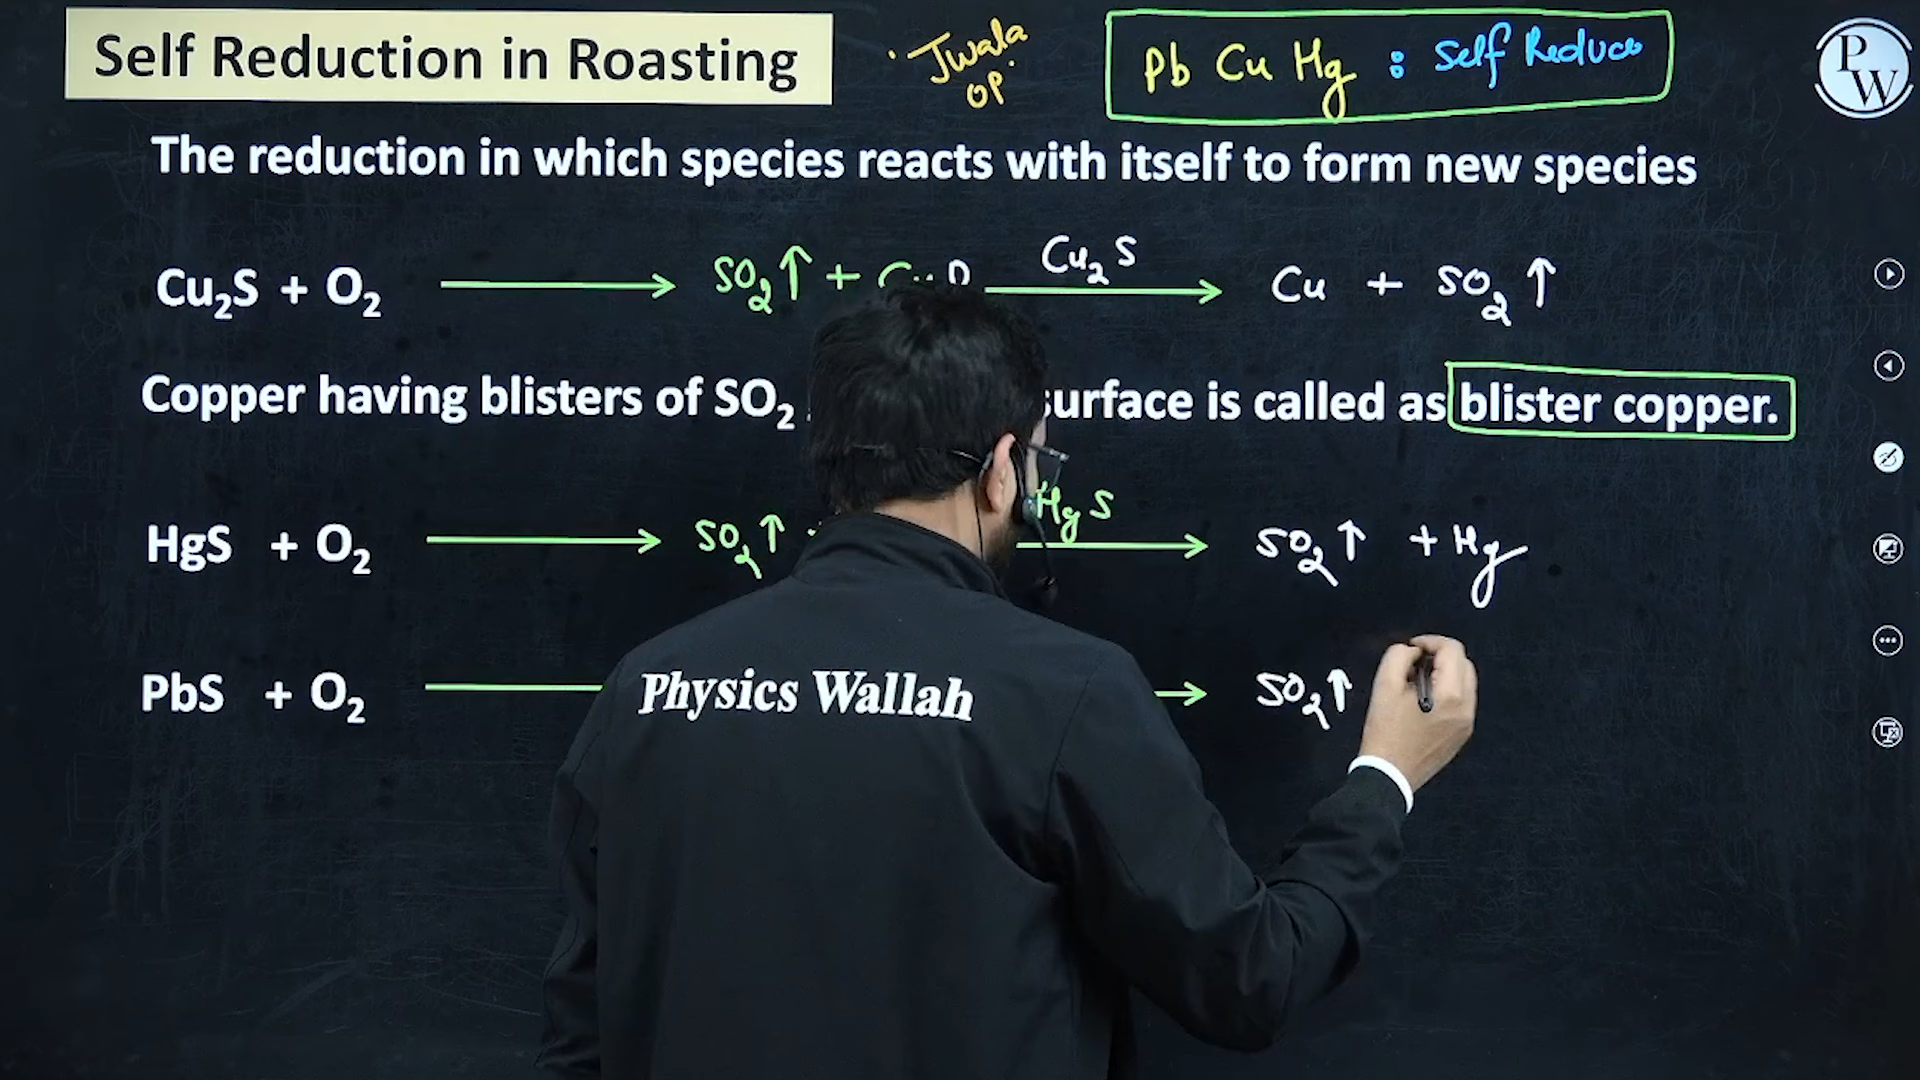 Self Reduction in Roasting
Jwala
OP
Pb Cu Hg : Self Reduce
PW
The reduction in which species reacts with itself to form new species
Cu₂S + O₂ ⟶ SO₂↑ + ⟶ Cu₂S Cu + SO₂↑
Copper having blisters of SO₂ surface is called as blister copper.
HgS + O₂ ⟶ SO₂↑ HgS ⟶ SO₂↑ + Hg
PbS + O₂ ⟶ SO₂↑
Physics Wallah